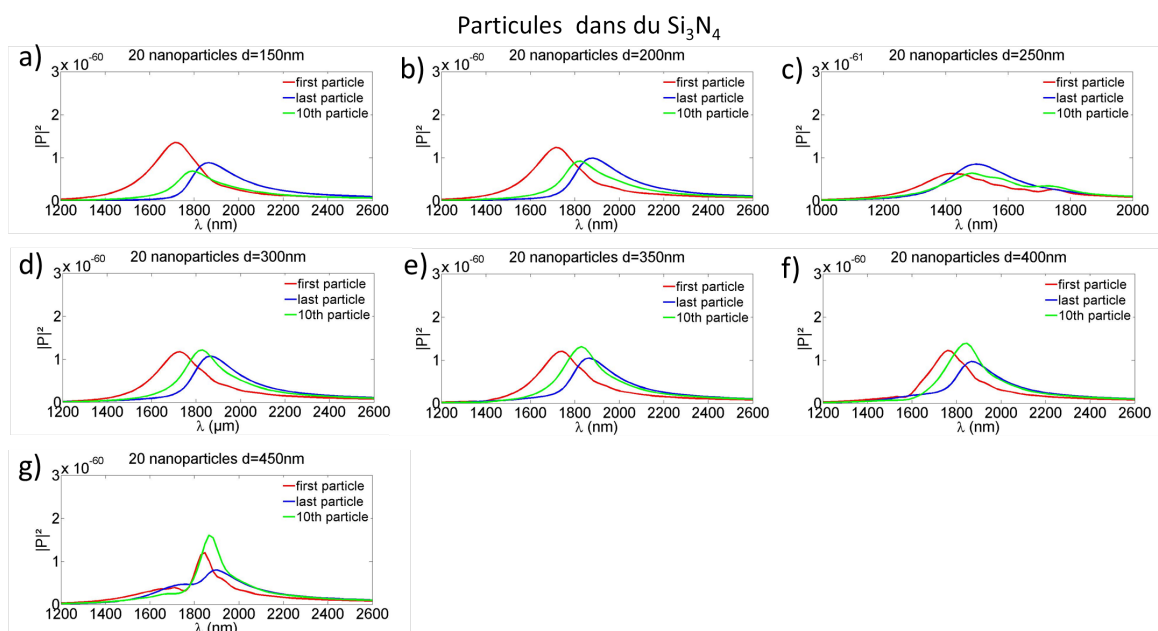 Particules dans du Si₃N₄
a)
3 x 10⁻⁶⁰
20 nanoparticles d=150nm
first particle
last particle
10th particle
|P|²
2
1
0
1200 1400 1600 1800 2000 2200 2400 2600
λ (nm)
b)
3 x 10⁻⁶⁰
20 nanoparticles d=200nm
first particle
last particle
10th particle
|P|²
2
1
0
1200 1400 1600 1800 2000 2200 2400 2600
λ (nm)
c)
3 x 10⁻⁶¹
20 nanoparticles d=250nm
first particle
last particle
10th particle
|P|²
2
1
0
1000 1200 1400 1600 1800 2000
λ (nm)
d)
3 x 10⁻⁶⁰
20 nanoparticles d=300nm
first particle
last particle
10th particle
|P|²
2
1
0
1200 1400 1600 1800 2000 2200 2400 2600
λ (µm)
e)
3 x 10⁻⁶⁰
20 nanoparticles d=350nm
first particle
last particle
10th particle
|P|²
2
1
0
1200 1400 1600 1800 2000 2200 2400 2600
λ (nm)
f)
3 x 10⁻⁶⁰
20 nanoparticles d=400nm
first particle
last particle
10th particle
|P|²
2
1
0
1200 1400 1600 1800 2000 2200 2400 2600
λ (nm)
g)
3 x 10⁻⁶⁰
20 nanoparticles d=450nm
first particle
last particle
10th particle
|P|²
2
1
0
1200 1400 1600 1800 2000 2200 2400 2600
λ (nm)